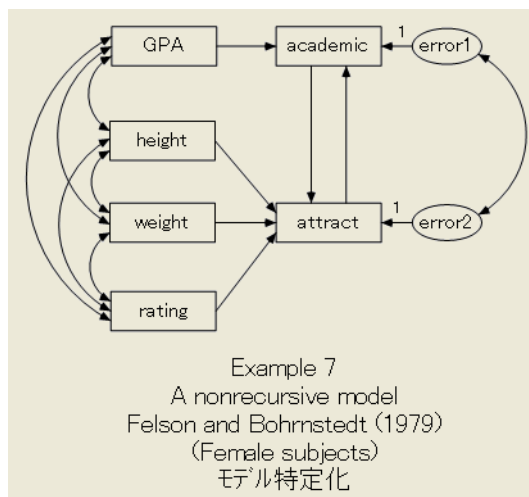 GPA
academic
1
error1
height
weight
attract
1
error2
rating
Example 7
A nonrecursive model
Felson and Bohrnstedt (1979)
(Female subjects)
モデル特定化